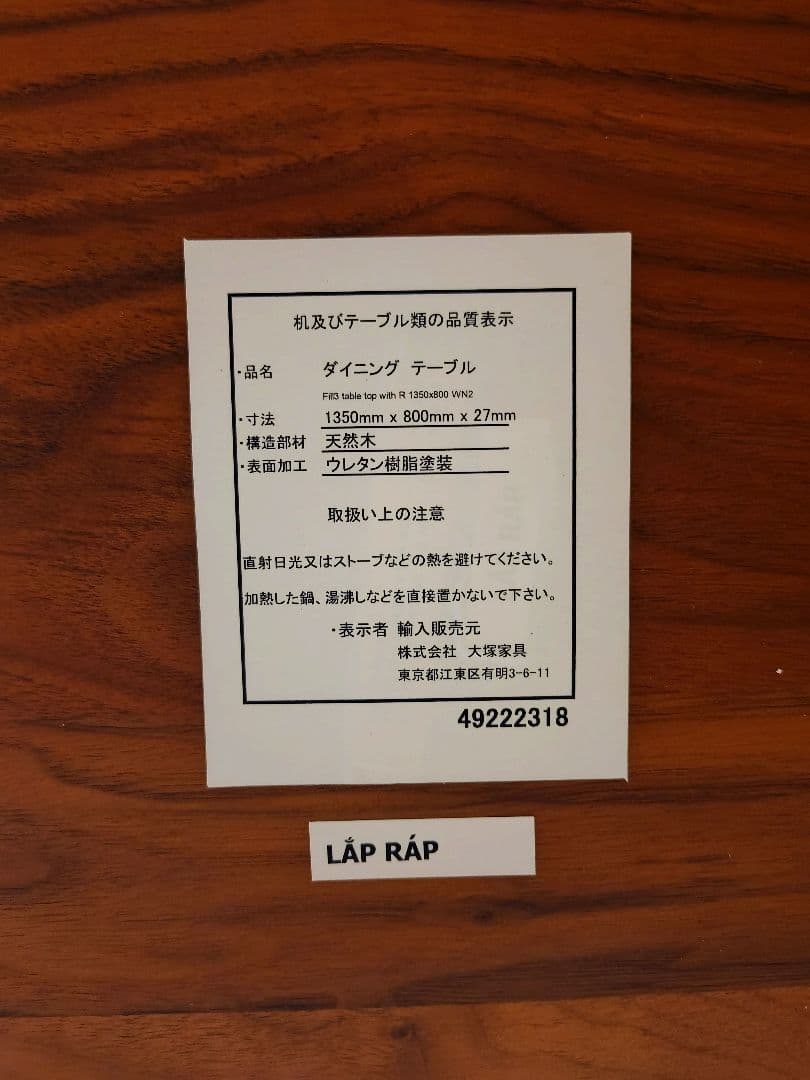 机及びテーブル類の品質表示
・品名 ダイニング テーブル
Fill3 table top with R 1350x800 WN2
・寸法 1350mm x 800mm x 27mm
・構造部材 天然木
・表面加工 ウレタン樹脂塗装
取扱い上の注意
直射日光又はストーブなどの熱を避けてください。
加熱した鍋、湯沸しなどを直接置かないで下さい。
・表示者 輸入販売元
株式会社 大塚家具
東京都江東区有明3-6-11
49222318
LẮP RÁP